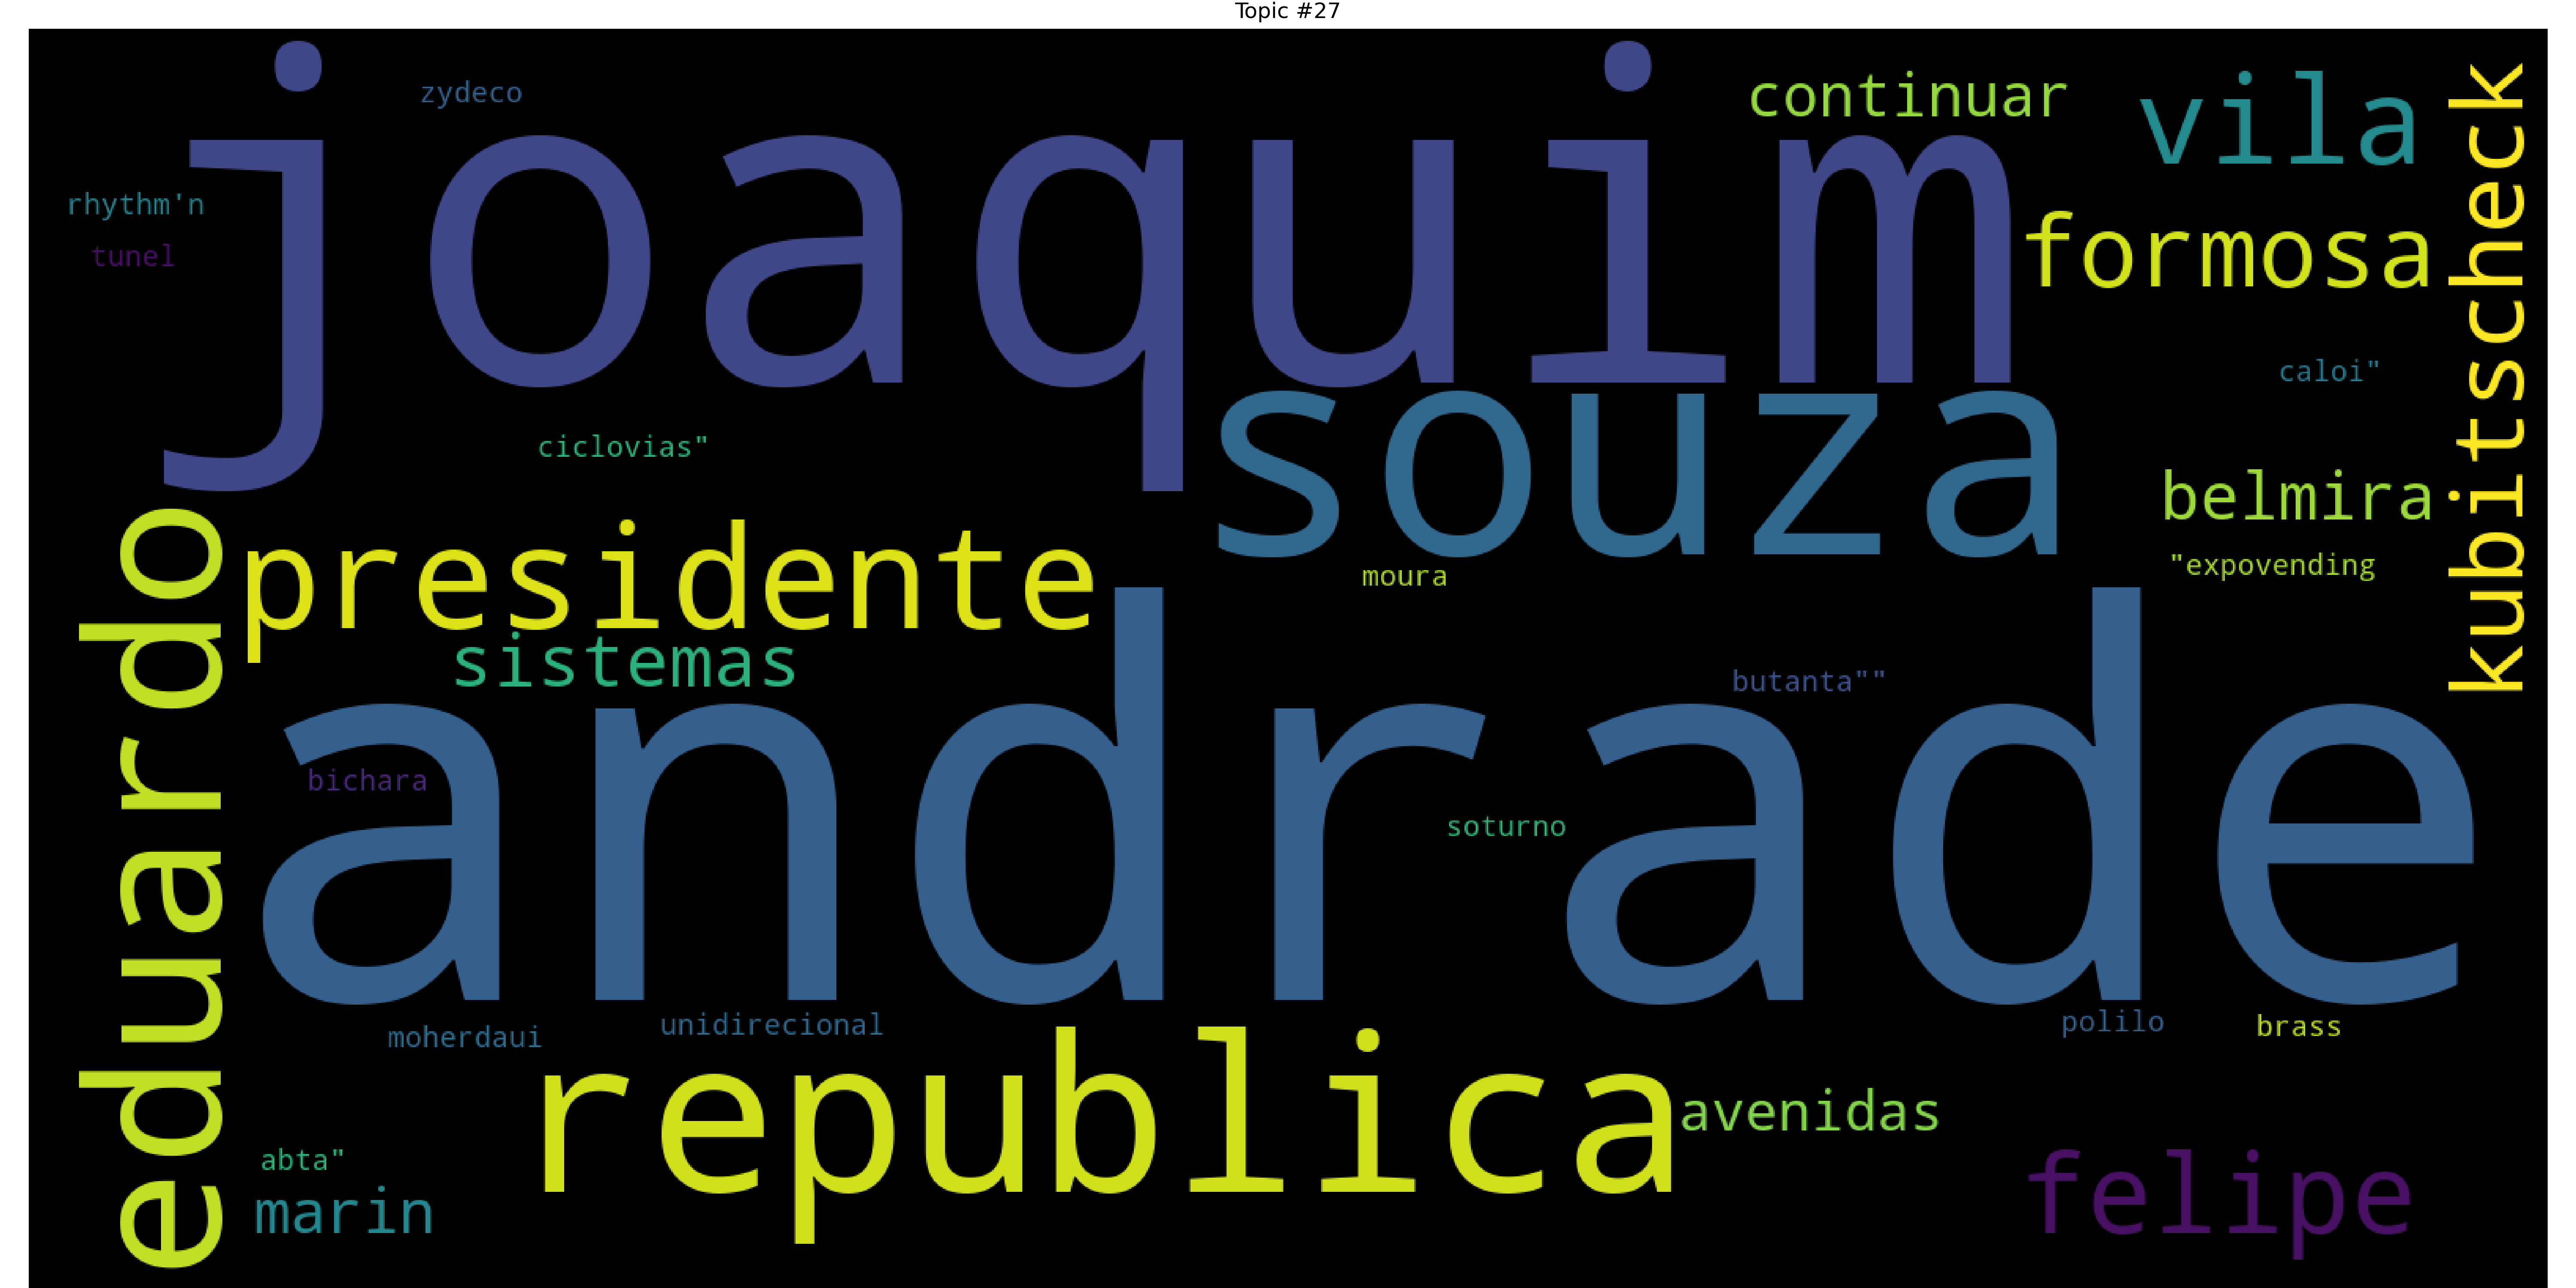 Topic #27
joaquim
zydeco
continuar
vila
kubitscheck
rhythm'n
tunel
formosa
caloi"
souza
ciclovias"
belmira
"expovending
eduardo
presidente
moura
sistemas
butanta""
andrade
bichara
soturno
moherdaui
unidirecional
polilo
brass
republica
avenidas
abta"
marin
felipe